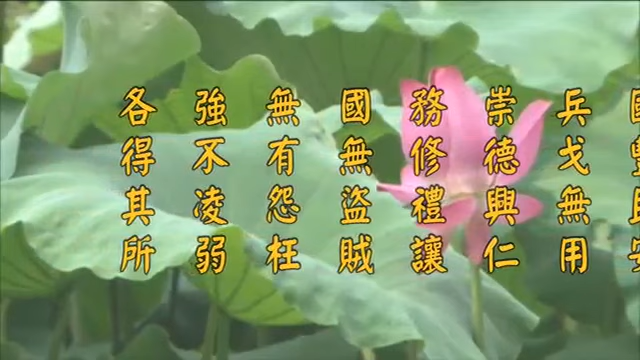 兵戈無用
崇德興仁
務修禮讓
國無盜賊
無有怨枉
強不凌弱
各得其所